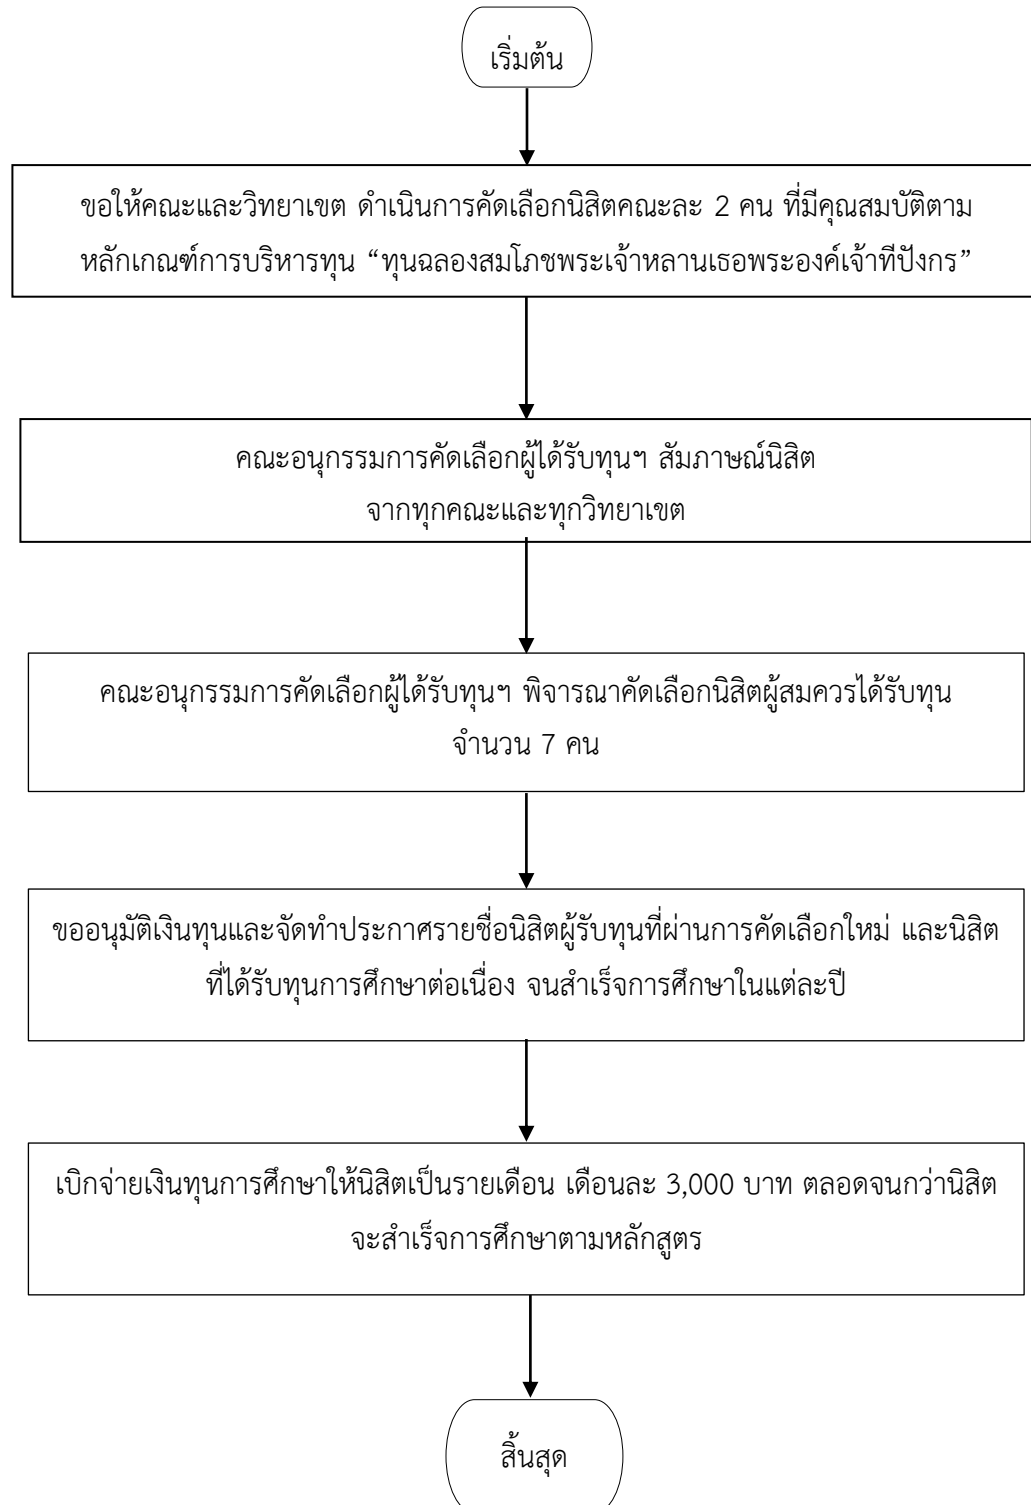 เริ่มต้น
ขอให้คณะและวิทยาเขต ดำเนินการคัดเลือกนิสิตคณะละ 2 คน ที่มีคุณสมบัติตาม
หลักเกณฑ์การบริหารทุน “ทุนฉลองสมโภชพระเจ้าหลานเธอพระองค์เจ้าทีปังกร”
คณะอนุกรรมการคัดเลือกผู้ได้รับทุนฯ สัมภาษณ์นิสิต
จากทุกคณะและทุกวิทยาเขต
คณะอนุกรรมการคัดเลือกผู้ได้รับทุนฯ พิจารณาคัดเลือกนิสิตผู้สมควรได้รับทุน
จำนวน 7 คน
ขออนุมัติเงินทุนและจัดทำประกาศรายชื่อนิสิตผู้รับทุนที่ผ่านการคัดเลือกใหม่ และนิสิต
ที่ได้รับทุนการศึกษาต่อเนื่อง จนสำเร็จการศึกษาในแต่ละปี
เบิกจ่ายเงินทุนการศึกษาให้นิสิตเป็นรายเดือน เดือนละ 3,000 บาท ตลอดจนกว่านิสิต
จะสำเร็จการศึกษาตามหลักสูตร
สิ้นสุด